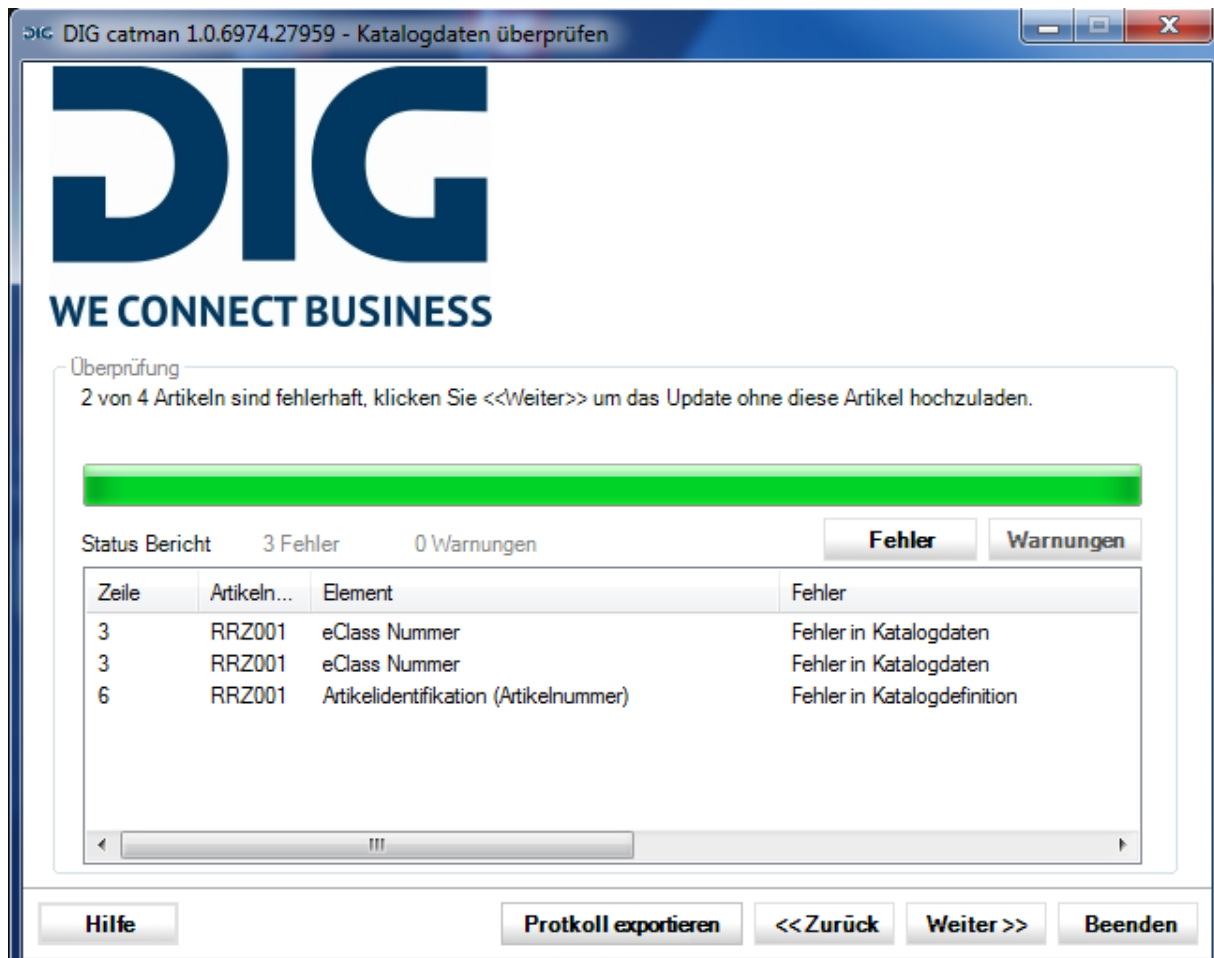 DIG DIG catman 1.0.6974.27959 - Katalogdaten überprüfen
DIG
WE CONNECT BUSINESS
Überprüfung
2 von 4 Artikeln sind fehlerhaft, klicken Sie <<Weiter>> um das Update ohne diese Artikel hochzuladen.
Status Bericht 3 Fehler 0 Warnungen Fehler Warnungen
Zeile Artikeln... Element Fehler
3 RRZ001 eClass Nummer Fehler in Katalogdaten
3 RRZ001 eClass Nummer Fehler in Katalogdaten
6 RRZ001 Artikelidentifikation (Artikelnummer) Fehler in Katalogdefinition
Hilfe Protkoll exportieren <<Zurück Weiter>> Beenden